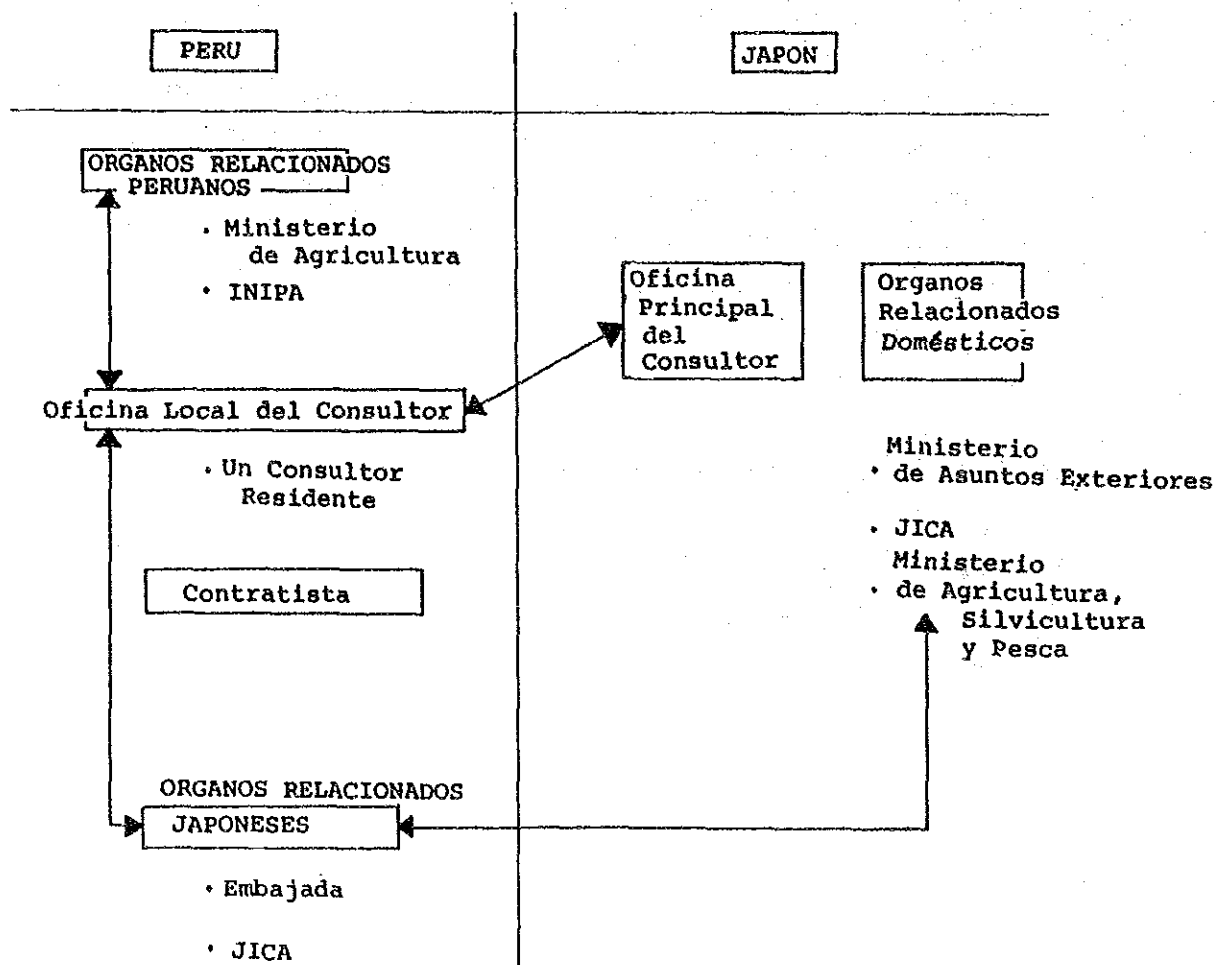 PERU
JAPON
ORGANOS RELACIONADOS
PERUANOS
• Ministerio
de Agricultura
• INIPA
Oficina Local del Consultor
• Un Consultor
Residente
Contratista
ORGANOS RELACIONADOS
JAPONESES
• Embajada
• JICA
Oficina
Principal
del
Consultor
Organos
Relacionados
Domésticos
Ministerio
• de Asuntos Exteriores
• JICA
Ministerio
• de Agricultura,
Silvicultura
y Pesca